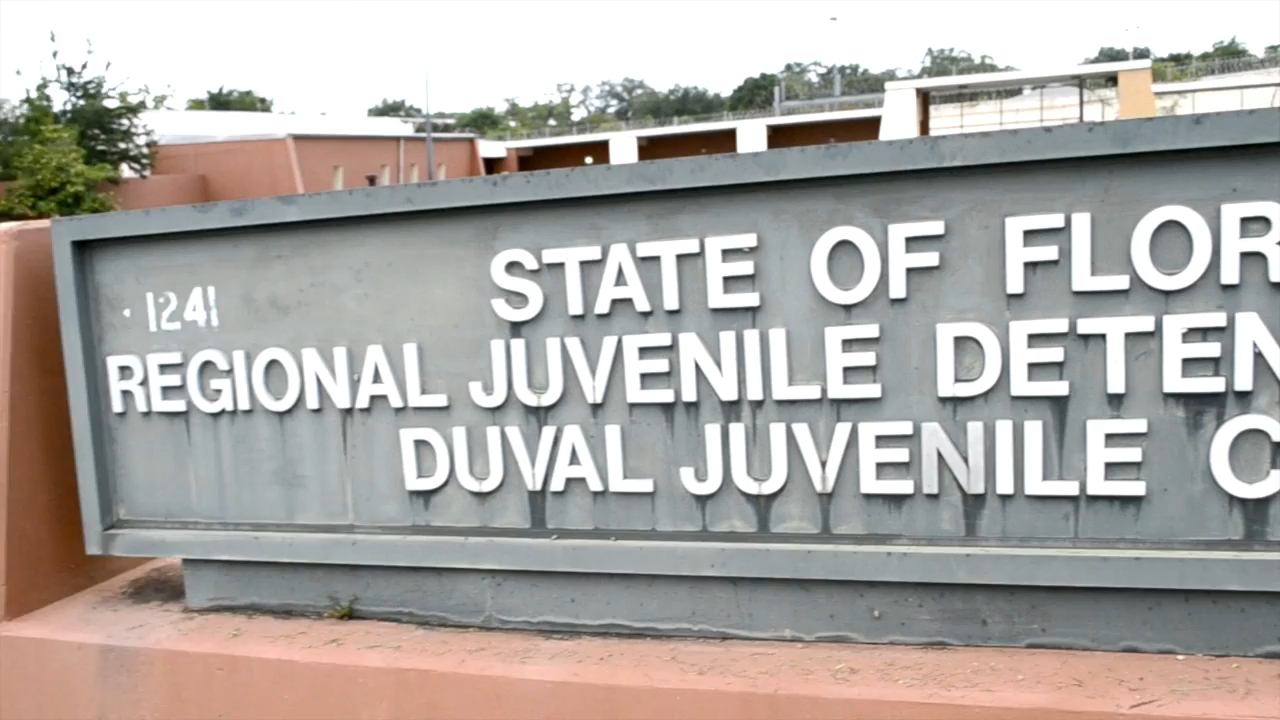 STATE OF FLOR
1241
REGIONAL JUVENILE DETEN
DUVAL JUVENILE C